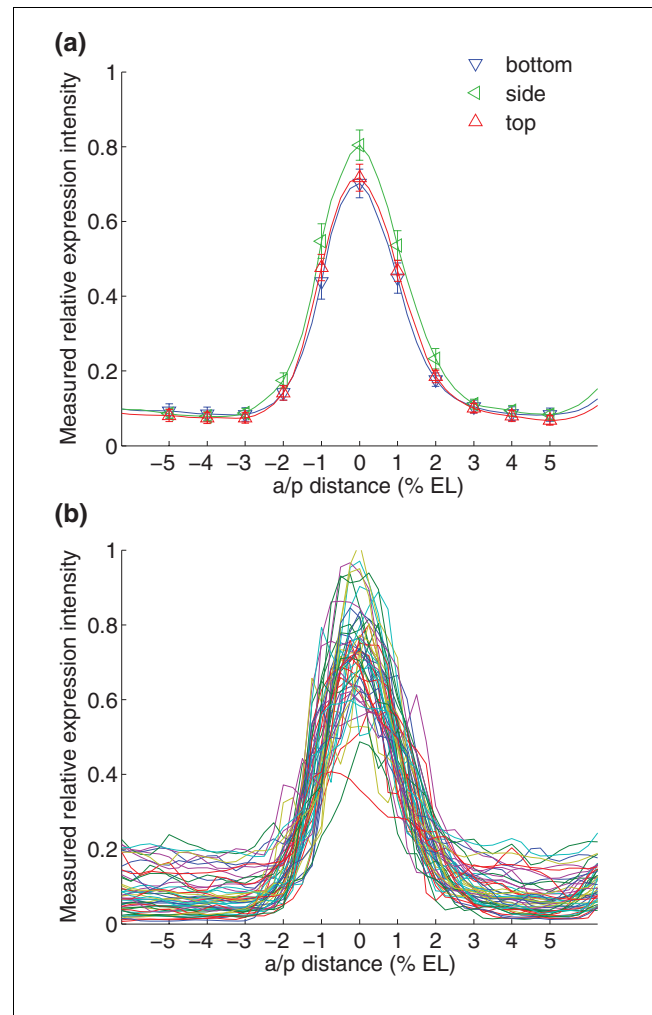 (a)
Measured relative expression intensity
1
0.8
0.6
0.4
0.2
0
bottom
side
top
−5 −4 −3 −2 −1 0 1 2 3 4 5
a/p distance (% EL)
(b)
Measured relative expression intensity
1
0.8
0.6
0.4
0.2
0
−5 −4 −3 −2 −1 0 1 2 3 4 5
a/p distance (% EL)